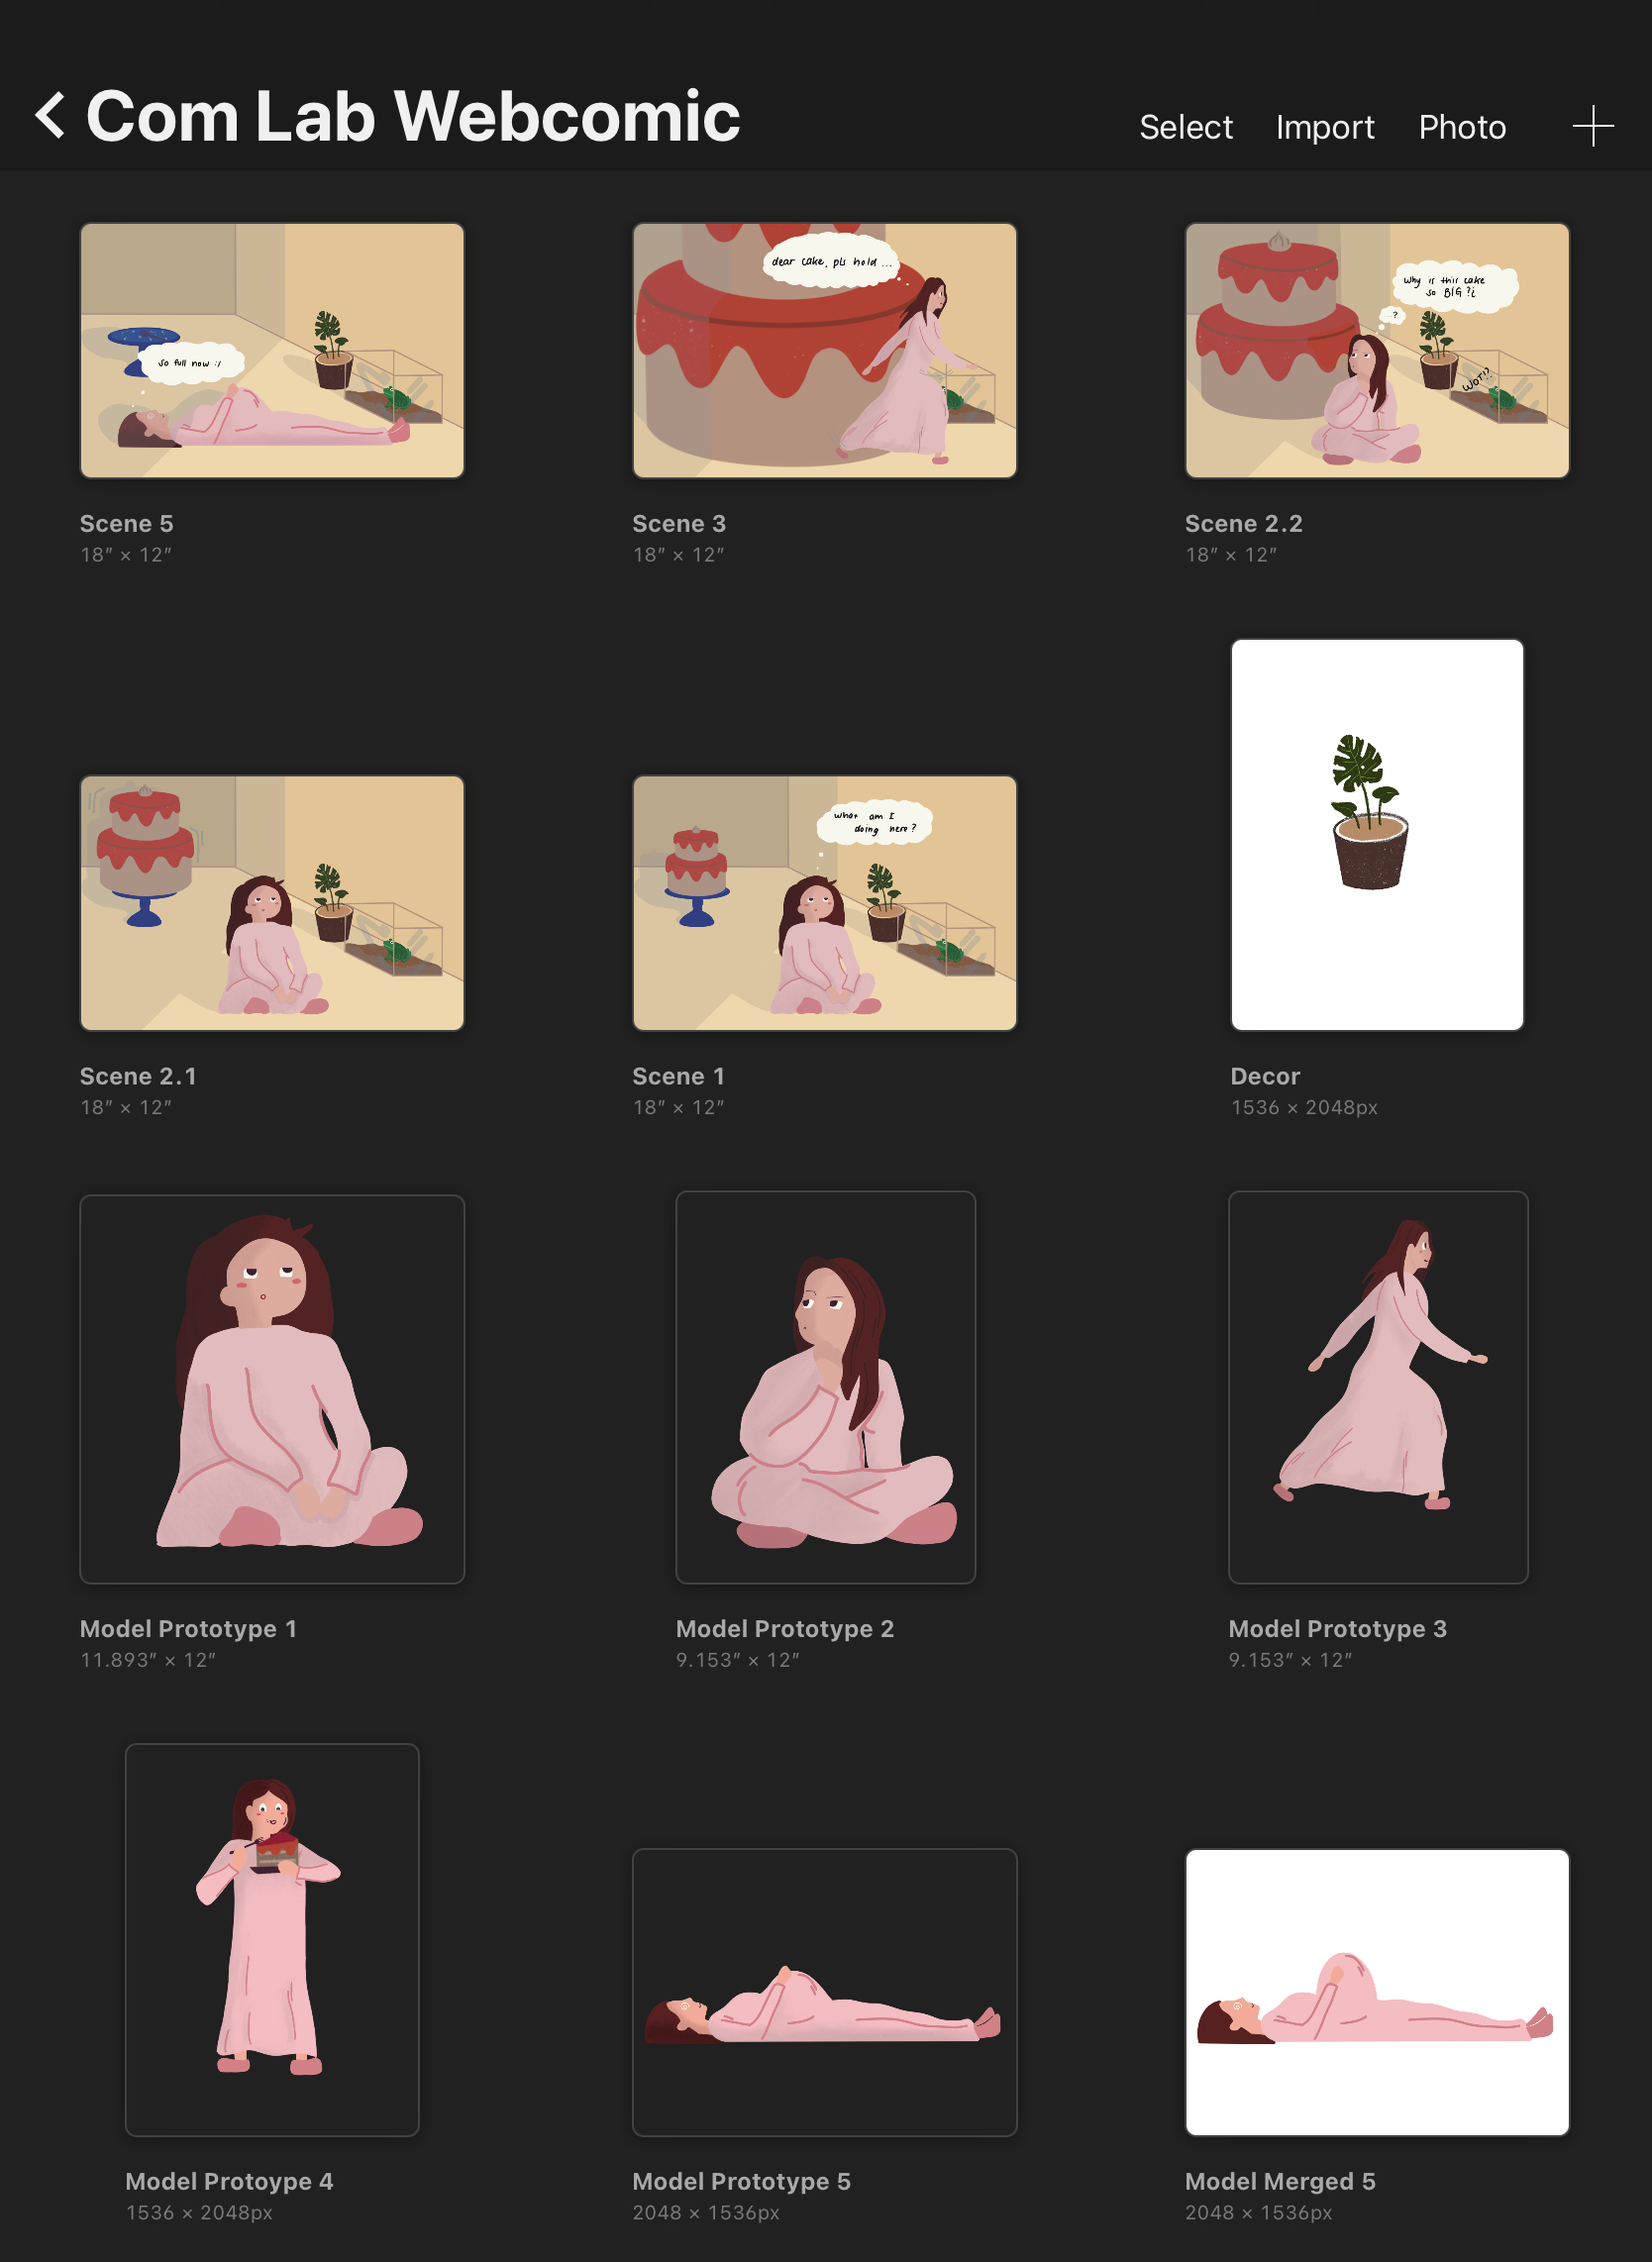 Com Lab Webcomic
Select Import Photo
so full now :/
dear cake, pls hold ...
why is this cake
so BIG ?¿
...?
WOT!?
Scene 5
18″ × 12″
Scene 3
18″ × 12″
Scene 2.2
18″ × 12″
what am I
doing here ?
Scene 2.1
18″ × 12″
Scene 1
18″ × 12″
Decor
1536 × 2048px
Model Prototype 1
11.893″ × 12″
Model Prototype 2
9.153″ × 12″
Model Prototype 3
9.153″ × 12″
Model Protoype 4
1536 × 2048px
Model Prototype 5
2048 × 1536px
Model Merged 5
2048 × 1536px